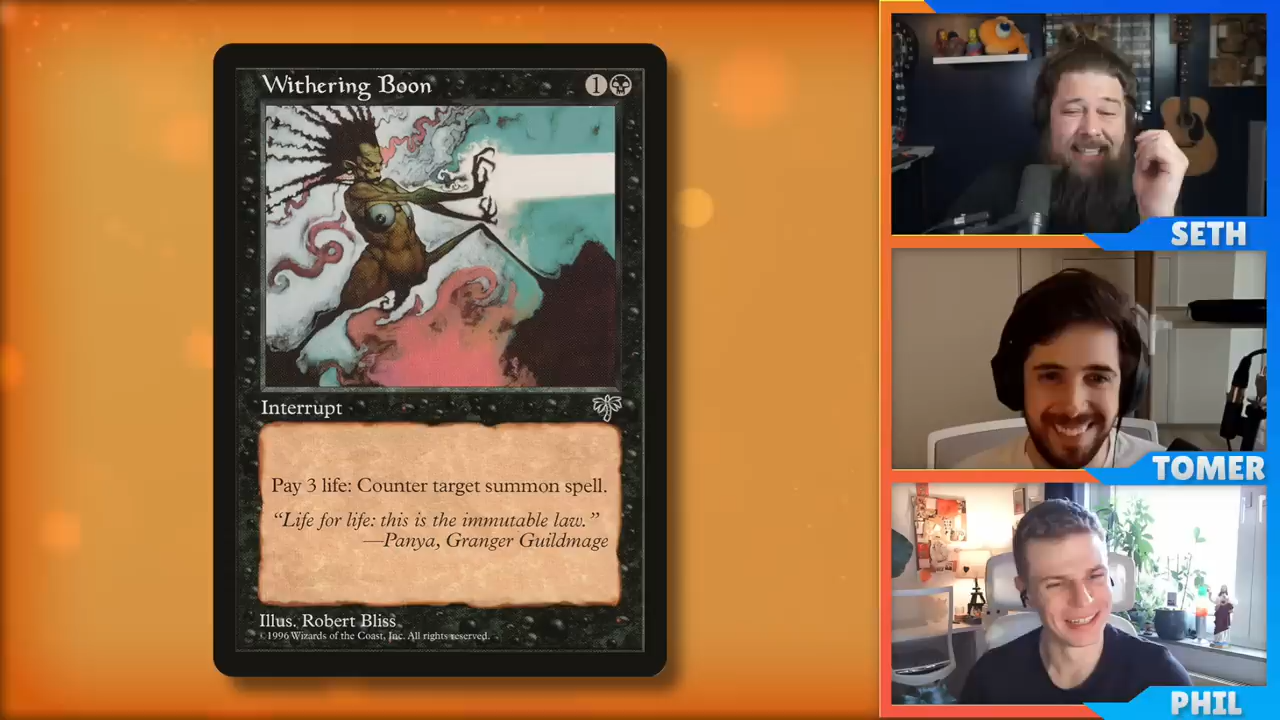 Withering Boon
1
Interrupt
Pay 3 life: Counter target summon spell.
“Life for life: this is the immutable law.”
—Panya, Granger Guildmage
Illus. Robert Bliss
© 1996 Wizards of the Coast, Inc. All rights reserved.
SETH
TOMER
PHIL